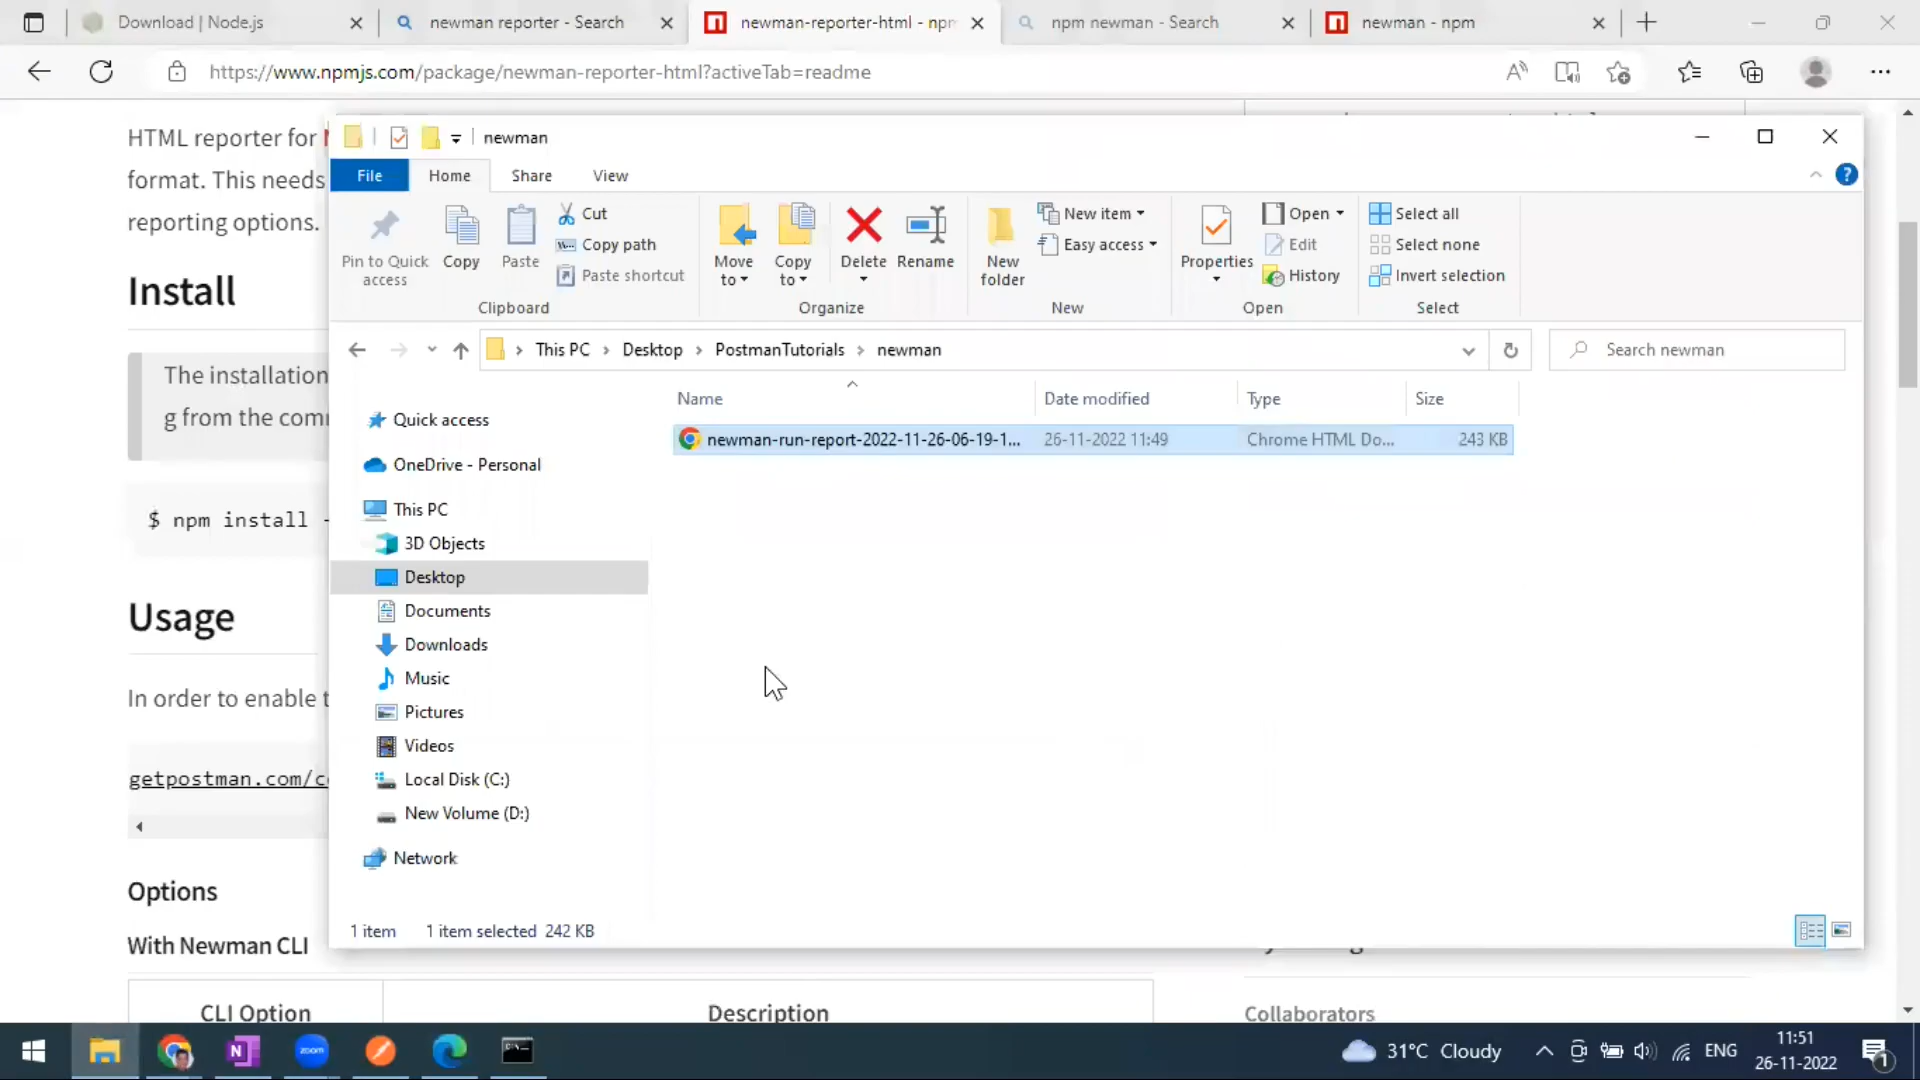 Download | Node.js
newman reporter - Search
newman-reporter-html - npm
npm newman - Search
newman - npm
https://www.npmjs.com/package/newman-reporter-html?activeTab=readme
HTML reporter for
format. This needs
reporting options.
Install
The installation
g from the com
$ npm install -
Usage
In order to enable t
getpostman.com/c
Options
With Newman CLI
CLI Option
Description
Collaborators
newman
File
Home
Share
View
Pin to Quick
access
Copy
Paste
Cut
Copy path
Paste shortcut
Clipboard
Move
to
Copy
to
Delete
Rename
Organize
New
folder
New item
Easy access
New
Properties
Open
Edit
History
Open
Select all
Select none
Invert selection
Select
This PC > Desktop > PostmanTutorials > newman
Search newman
Name
Date modified
Type
Size
newman-run-report-2022-11-26-06-19-1...
26-11-2022 11:49
Chrome HTML Do...
243 KB
Quick access
OneDrive - Personal
This PC
3D Objects
Desktop
Documents
Downloads
Music
Pictures
Videos
Local Disk (C:)
New Volume (D:)
Network
1 item
1 item selected 242 KB
N
zoom
31°C Cloudy
ENG
11:51
26-11-2022
1